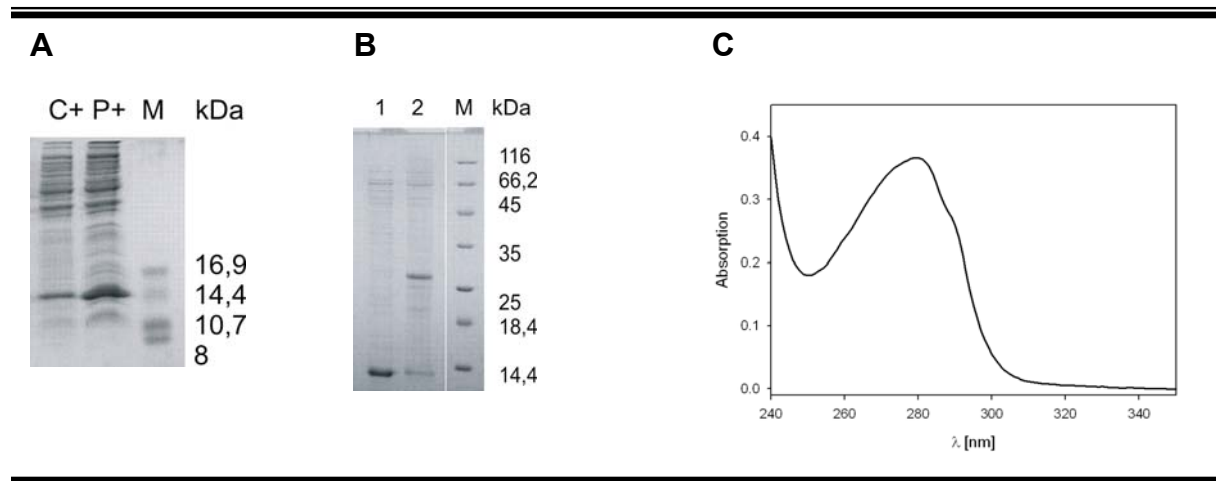 A
B
C
C+ P+ M kDa
16,9
14,4
10,7
8
1 2 M kDa
116
66,2
45
35
25
18,4
14,4
0.4
0.3
0.2
0.1
0.0
Absorption
240 260 280 300 320 340
λ [nm]